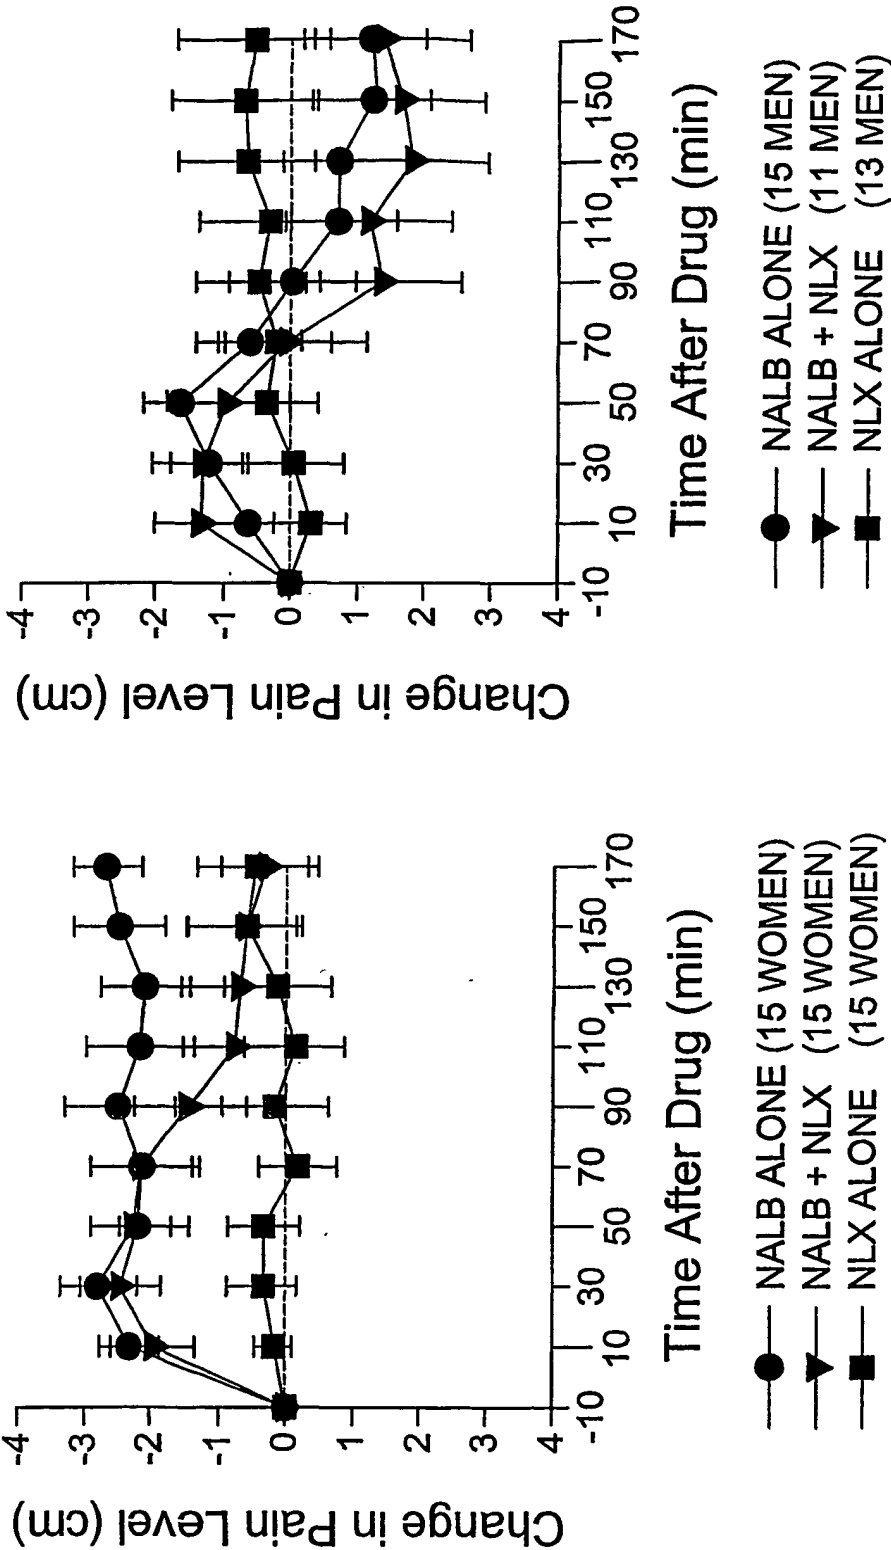 Change in Pain Level (cm)
-4
-3
-2
-1
0
1
2
3
4
-10 10 30 50 70 90 110 130 150 170
Time After Drug (min)
NALB ALONE (15 WOMEN)
NALB + NLX (15 WOMEN)
NLX ALONE (15 WOMEN)
Change in Pain Level (cm)
-4
-3
-2
-1
0
1
2
3
4
-10 10 30 50 70 90 110 130 150 170
Time After Drug (min)
NALB ALONE (15 MEN)
NALB + NLX (11 MEN)
NLX ALONE (13 MEN)